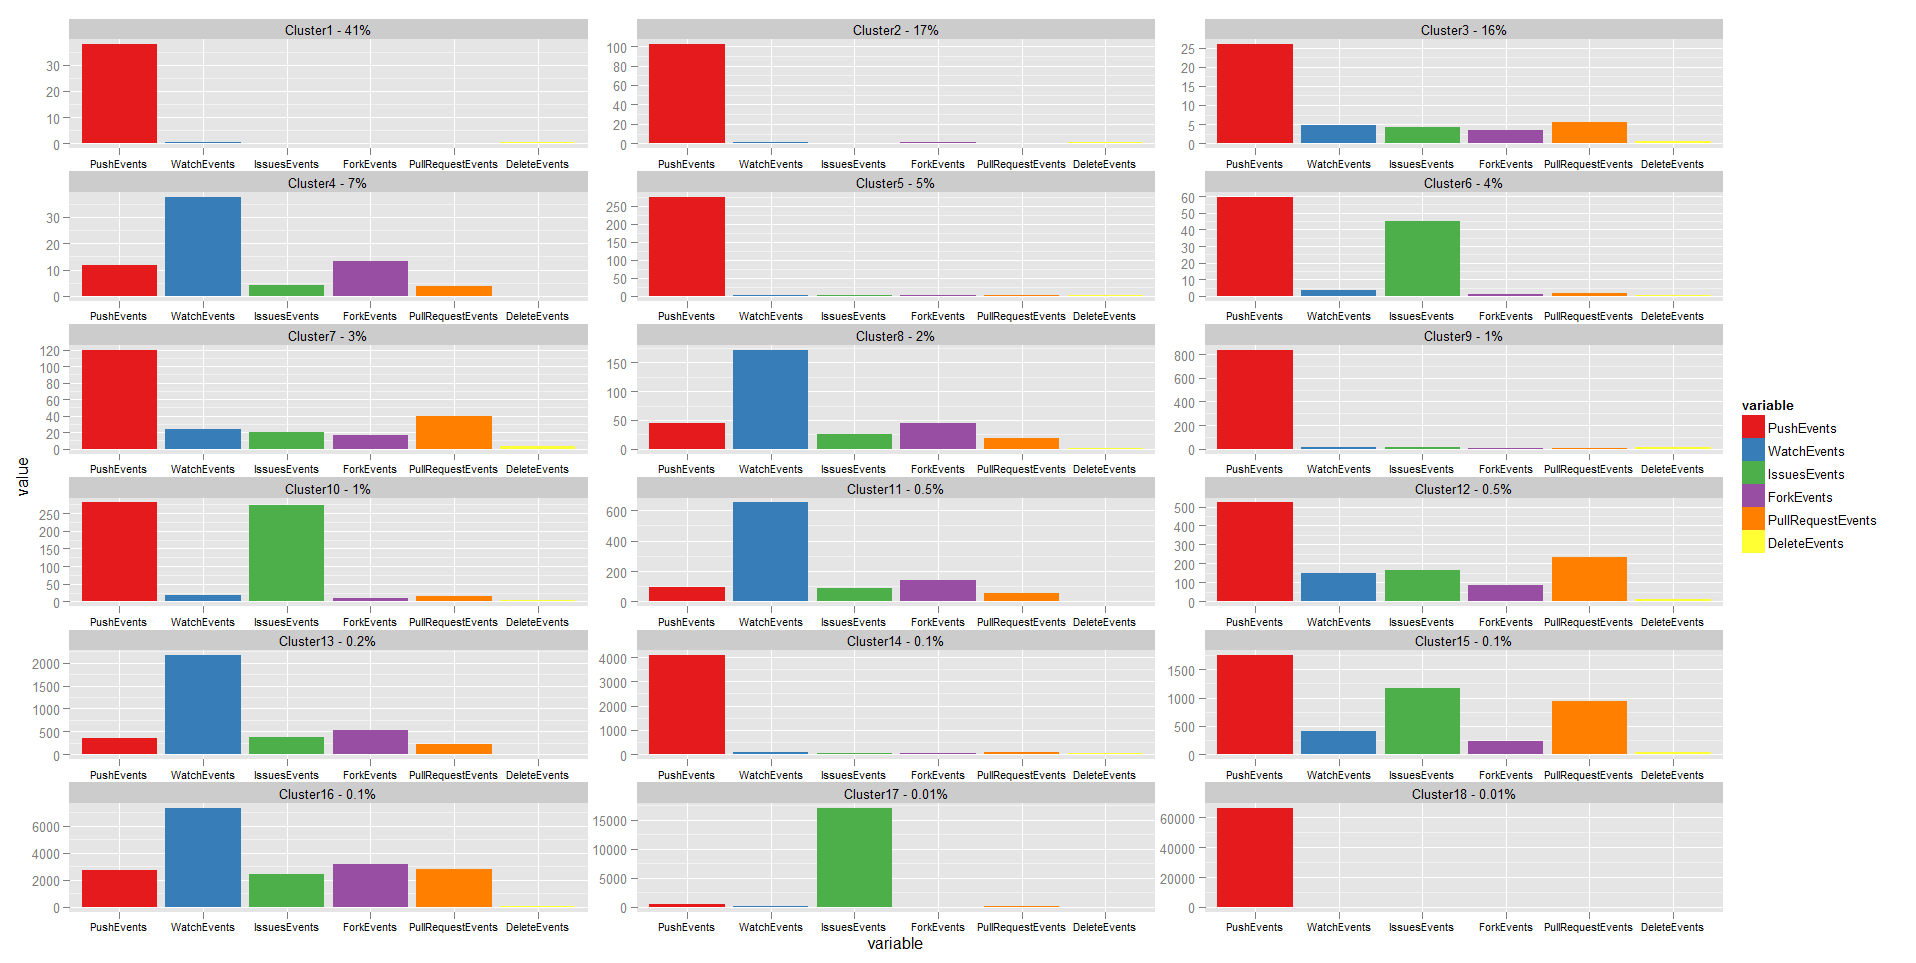 Cluster1 - 41%
Cluster2 - 17%
Cluster3 - 16%
30
20
10
0
100
80
60
40
20
0
25
20
15
10
5
0
PushEvents WatchEvents IssuesEvents ForkEvents PullRequestEvents DeleteEvents
PushEvents WatchEvents IssuesEvents ForkEvents PullRequestEvents DeleteEvents
PushEvents WatchEvents IssuesEvents ForkEvents PullRequestEvents DeleteEvents
Cluster4 - 7%
Cluster5 - 5%
Cluster6 - 4%
30
20
10
0
250
200
150
100
50
0
60
50
40
30
20
10
0
PushEvents WatchEvents IssuesEvents ForkEvents PullRequestEvents DeleteEvents
PushEvents WatchEvents IssuesEvents ForkEvents PullRequestEvents DeleteEvents
PushEvents WatchEvents IssuesEvents ForkEvents PullRequestEvents DeleteEvents
Cluster7 - 3%
Cluster8 - 2%
Cluster9 - 1%
120
100
80
60
40
20
0
150
100
50
0
800
600
400
200
0
PushEvents WatchEvents IssuesEvents ForkEvents PullRequestEvents DeleteEvents
PushEvents WatchEvents IssuesEvents ForkEvents PullRequestEvents DeleteEvents
PushEvents WatchEvents IssuesEvents ForkEvents PullRequestEvents DeleteEvents
value
Cluster10 - 1%
Cluster11 - 0.5%
Cluster12 - 0.5%
250
200
150
100
50
0
600
400
200
0
500
400
300
200
100
0
PushEvents WatchEvents IssuesEvents ForkEvents PullRequestEvents DeleteEvents
PushEvents WatchEvents IssuesEvents ForkEvents PullRequestEvents DeleteEvents
PushEvents WatchEvents IssuesEvents ForkEvents PullRequestEvents DeleteEvents
Cluster13 - 0.2%
Cluster14 - 0.1%
Cluster15 - 0.1%
2000
1500
1000
500
0
4000
3000
2000
1000
0
1500
1000
500
0
PushEvents WatchEvents IssuesEvents ForkEvents PullRequestEvents DeleteEvents
PushEvents WatchEvents IssuesEvents ForkEvents PullRequestEvents DeleteEvents
PushEvents WatchEvents IssuesEvents ForkEvents PullRequestEvents DeleteEvents
Cluster16 - 0.1%
Cluster17 - 0.01%
Cluster18 - 0.01%
6000
4000
2000
0
15000
10000
5000
0
60000
40000
20000
0
PushEvents WatchEvents IssuesEvents ForkEvents PullRequestEvents DeleteEvents
PushEvents WatchEvents IssuesEvents ForkEvents PullRequestEvents DeleteEvents
PushEvents WatchEvents IssuesEvents ForkEvents PullRequestEvents DeleteEvents
variable
variable
PushEvents
WatchEvents
IssuesEvents
ForkEvents
PullRequestEvents
DeleteEvents